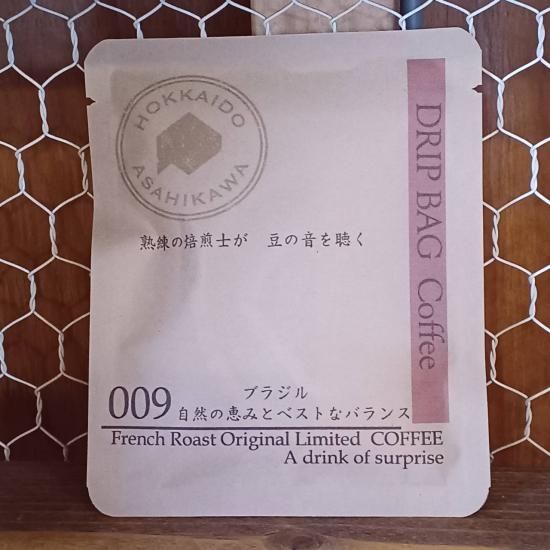 HOKKAIDO
ASAHIKAWA
DRIP BAG Coffee
熟練の焙煎士が 豆の音を聴く
009
ブラジル
自然の恵みとベストなバランス
French Roast Original Limited COFFEE
A drink of surprise